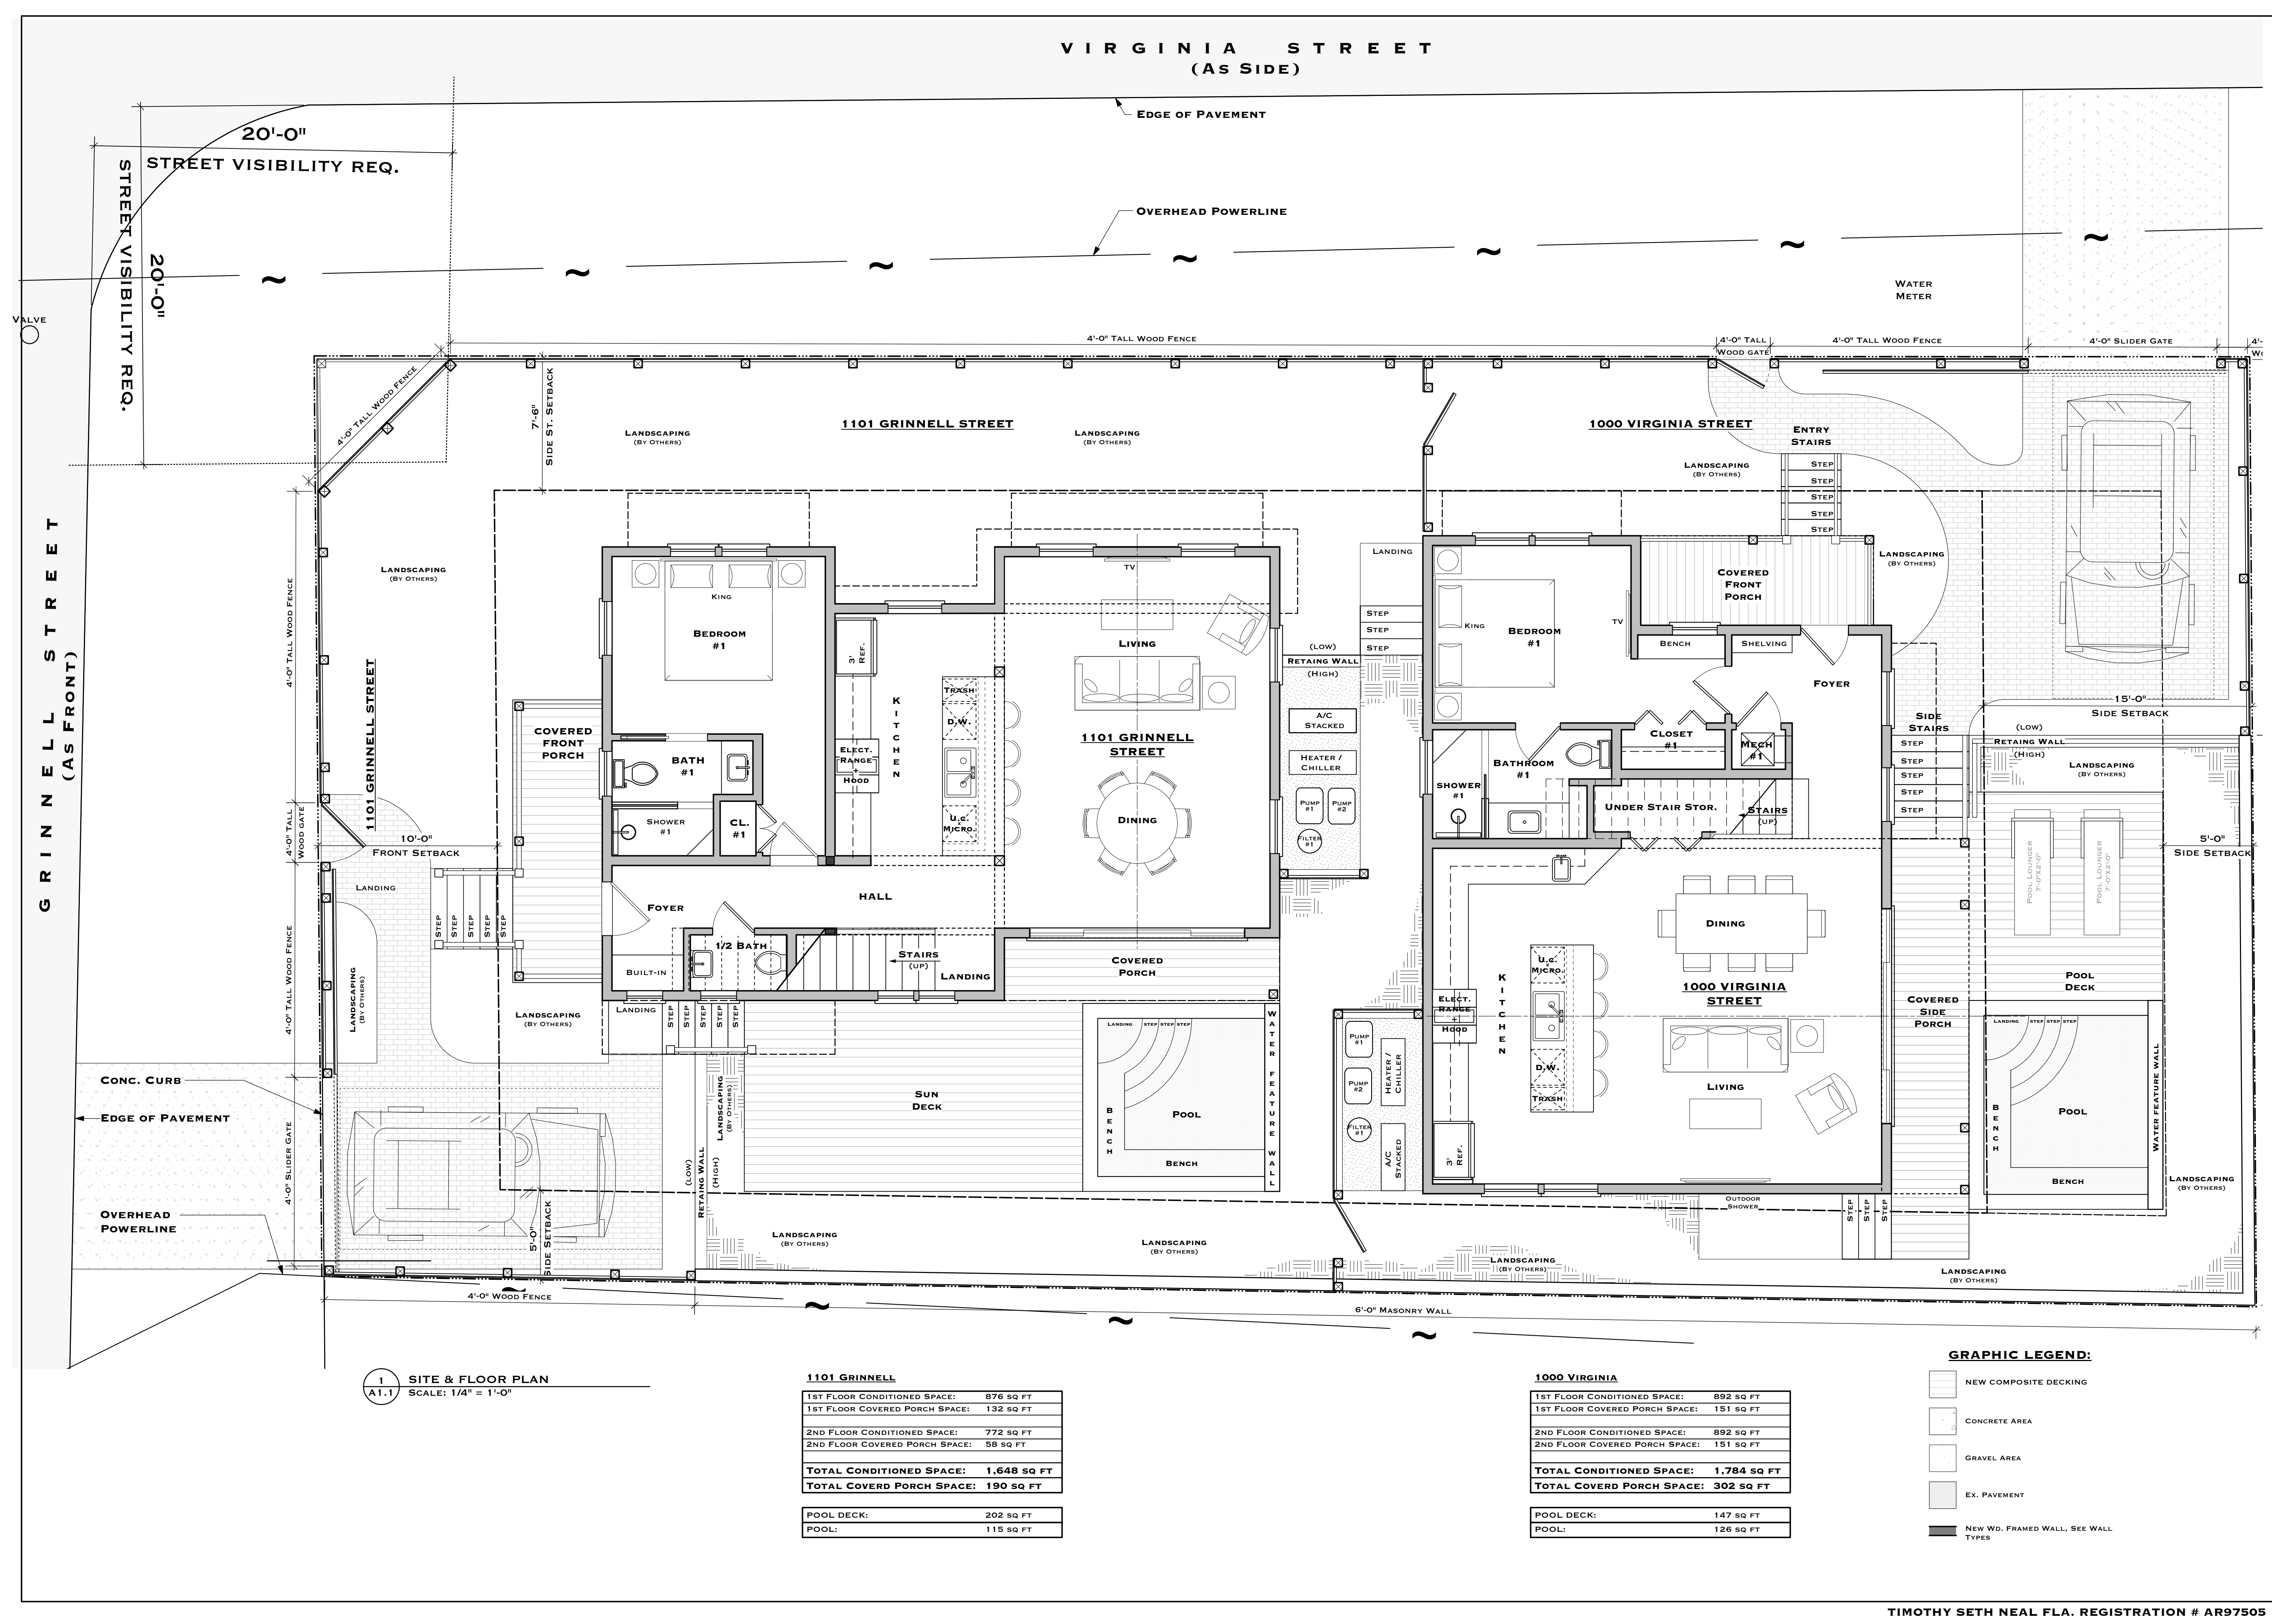 VIRGINIA STREET
(As Side)
Edge of Pavement
20'-0"
STREET VISIBILITY REQ.
20'-0"
STREET VISIBILITY REQ.
Overhead Powerline
Water
Meter
Valve
4'-0" Tall Wood Fence
4'-0" Tall
Wood Gate
4'-0" Tall Wood Fence
4'-0" Slider Gate
4'-0" Tall Wood Fence
7'-6"
Side St. Setback
Landscaping
(By Others)
1101 Grinnell Street
Landscaping
(By Others)
1000 Virginia Street
Entry
Stairs
Landscaping
(By Others)
Step
Step
Step
Step
Step
GRINNELL STREET
(As Front)
4'-0" Tall Wood Fence
Landscaping
(By Others)
1101 Grinnell Street
4'-0" Tall
Wood Gate
10'-0"
Front Setback
Landing
Step
Step
Step
Step
Step
4'-0" Tall Wood Fence
Landscaping
(By Others)
Landscaping
(By Others)
Covered
Front
Porch
King
Bedroom
#1
Bath
#1
Shower
#1
CL.
#1
Foyer
Hall
1/2 Bath
Built-in
Stairs
(Up)
Landing
3'
Ref.
Kitchen
Elect.
Range
+
Hood
Trash
D.W.
U.C.
Micro.
TV
Living
1101 Grinnell
Street
Dining
Covered
Porch
Landing
Step
Step
Step
Step
Step
Landing
Step
Step
Step
(Low)
Retaing Wall
(High)
A/C
Stacked
Heater /
Chiller
Pump
#1
Pump
#2
Filter
#1
King
Bedroom
#1
TV
Covered
Front
Porch
Bench
Shelving
Foyer
Closet
#1
Mech
#1
Bathroom
#1
Shower
#1
Under Stair Stor.
Stairs
(Up)
Landscaping
(By Others)
Side
Stairs
Step
Step
Step
Step
Step
15'-0"
Side Setback
(Low)
Retaing Wall
(High)
Landscaping
(By Others)
Pool Lounger
7'-0"x2'-0"
Pool Lounger
7'-0"x2'-0"
5'-0"
Side Setback
Dining
1000 Virginia
Street
Living
Kitchen
U.C.
Micro.
D.W.
Trash
Elect.
Range
+
Hood
3'
Ref.
Covered
Side
Porch
Pool
Deck
Landing
Step
Step
Step
Pool
Bench
Bench
Water Feature Wall
Landscaping
(By Others)
Conc. Curb
Edge of Pavement
4'-0" Slider Gate
Overhead
Powerline
5'-0"
Side Setback
Landscaping
(By Others)
(Low)
Retaing Wall
(High)
Sun
Deck
Landing
Step
Step
Step
Pool
Bench
Bench
Water Feature Wall
Pump
#1
Pump
#2
Filter
#1
Heater /
Chiller
A/C
Stacked
Outdoor
Shower
Step
Step
Step
Landscaping
(By Others)
Landscaping
(By Others)
Landscaping
(By Others)
Landscaping
(By Others)
4'-0" Wood Fence
6'-0" Masonry Wall
1
A1.1
SITE & FLOOR PLAN
Scale: 1/4" = 1'-0"
1101 Grinnell
1st Floor Conditioned Space: 876 sq ft
1st Floor Covered Porch Space: 132 sq ft
2nd Floor Conditioned Space: 772 sq ft
2nd Floor Covered Porch Space: 58 sq ft
Total Conditioned Space: 1,648 sq ft
Total Coverd Porch Space: 190 sq ft
POOL DECK: 202 sq ft
POOL: 115 sq ft
1000 Virginia
1st Floor Conditioned Space: 892 sq ft
1st Floor Covered Porch Space: 151 sq ft
2nd Floor Conditioned Space: 892 sq ft
2nd Floor Covered Porch Space: 151 sq ft
Total Conditioned Space: 1,784 sq ft
Total Coverd Porch Space: 302 sq ft
POOL DECK: 147 sq ft
POOL: 126 sq ft
GRAPHIC LEGEND:
NEW COMPOSITE DECKING
Concrete Area
Gravel Area
Ex. Pavement
New Wd. Framed Wall, See Wall
Types
TIMOTHY SETH NEAL FLA. REGISTRATION # AR97505